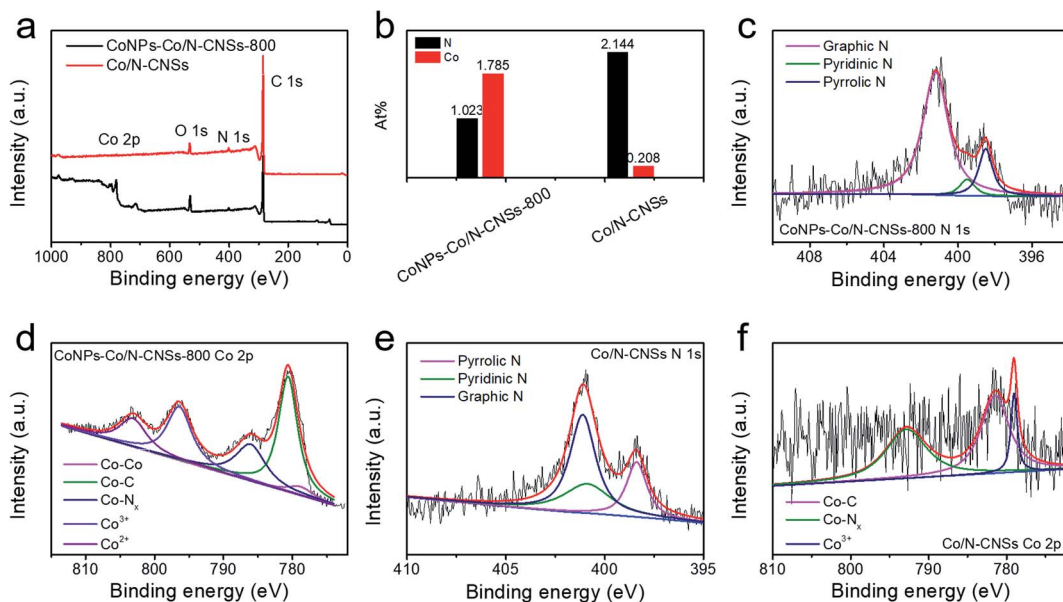 a
CoNPs-Co/N-CNSs-800
Co/N-CNSs
C 1s
Co 2p
O 1s
N 1s
Intensity (a.u.)
1000 800 600 400 200 0
Binding energy (eV)
b
N
Co
2.144
1.785
1.023
0.208
At%
CoNPs-Co/N-CNSs-800
Co/N-CNSs
c
Graphic N
Pyridinic N
Pyrolic N
Intensity (a.u.)
CoNPs-Co/N-CNSs-800 N 1s
408 404 400 396
Binding energy (eV)
d
CoNPs-Co/N-CNSs-800 Co 2p
Intensity (a.u.)
Co-Co
Co-C
Co-Nx
Co3+
Co2+
810 800 790 780
Binding energy (eV)
e
Co/N-CNSs N 1s
Pyrrolic N
Pyridinic N
Graphic N
Intensity (a.u.)
410 405 400 395
Binding energy (eV)
f
Intensity (a.u.)
Co-C
Co-Nx
Co3+
Co/N-CNSs Co 2p
810 800 790 780
Binding energy (eV)